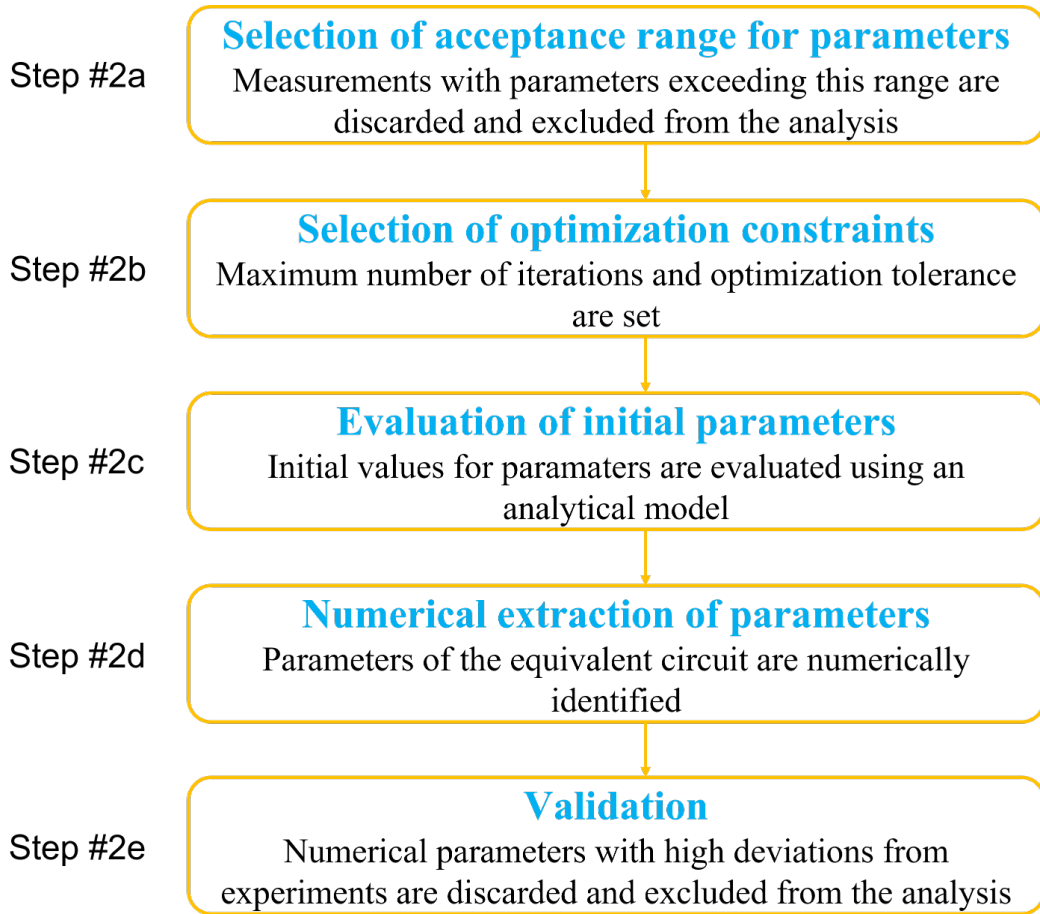 Step #2a
Selection of acceptance range for parameters
Measurements with parameters exceeding this range are
discarded and excluded from the analysis
Step #2b
Selection of optimization constraints
Maximum number of iterations and optimization tolerance
are set
Step #2c
Evaluation of initial parameters
Initial values for paramaters are evaluated using an
analytical model
Step #2d
Numerical extraction of parameters
Parameters of the equivalent circuit are numerically
identified
Step #2e
Validation
Numerical parameters with high deviations from
experiments are discarded and excluded from the analysis